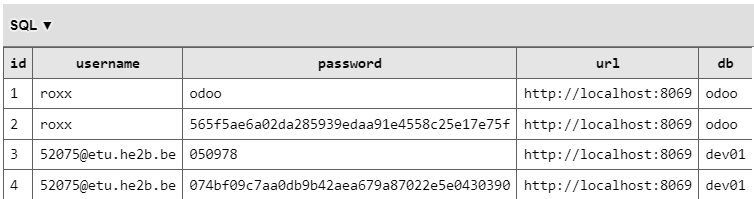 SQL ▼
id username password url db
1 roxx odoo http://localhost:8069 odoo
2 roxx 565f5ae6a02da285939edaa91e4558c25e17e75f http://localhost:8069 odoo
3 52075@etu.he2b.be 050978 http://localhost:8069 dev01
4 52075@etu.he2b.be 074bf09c7aa0db9b42aea679a87022e5e0430390 http://localhost:8069 dev01